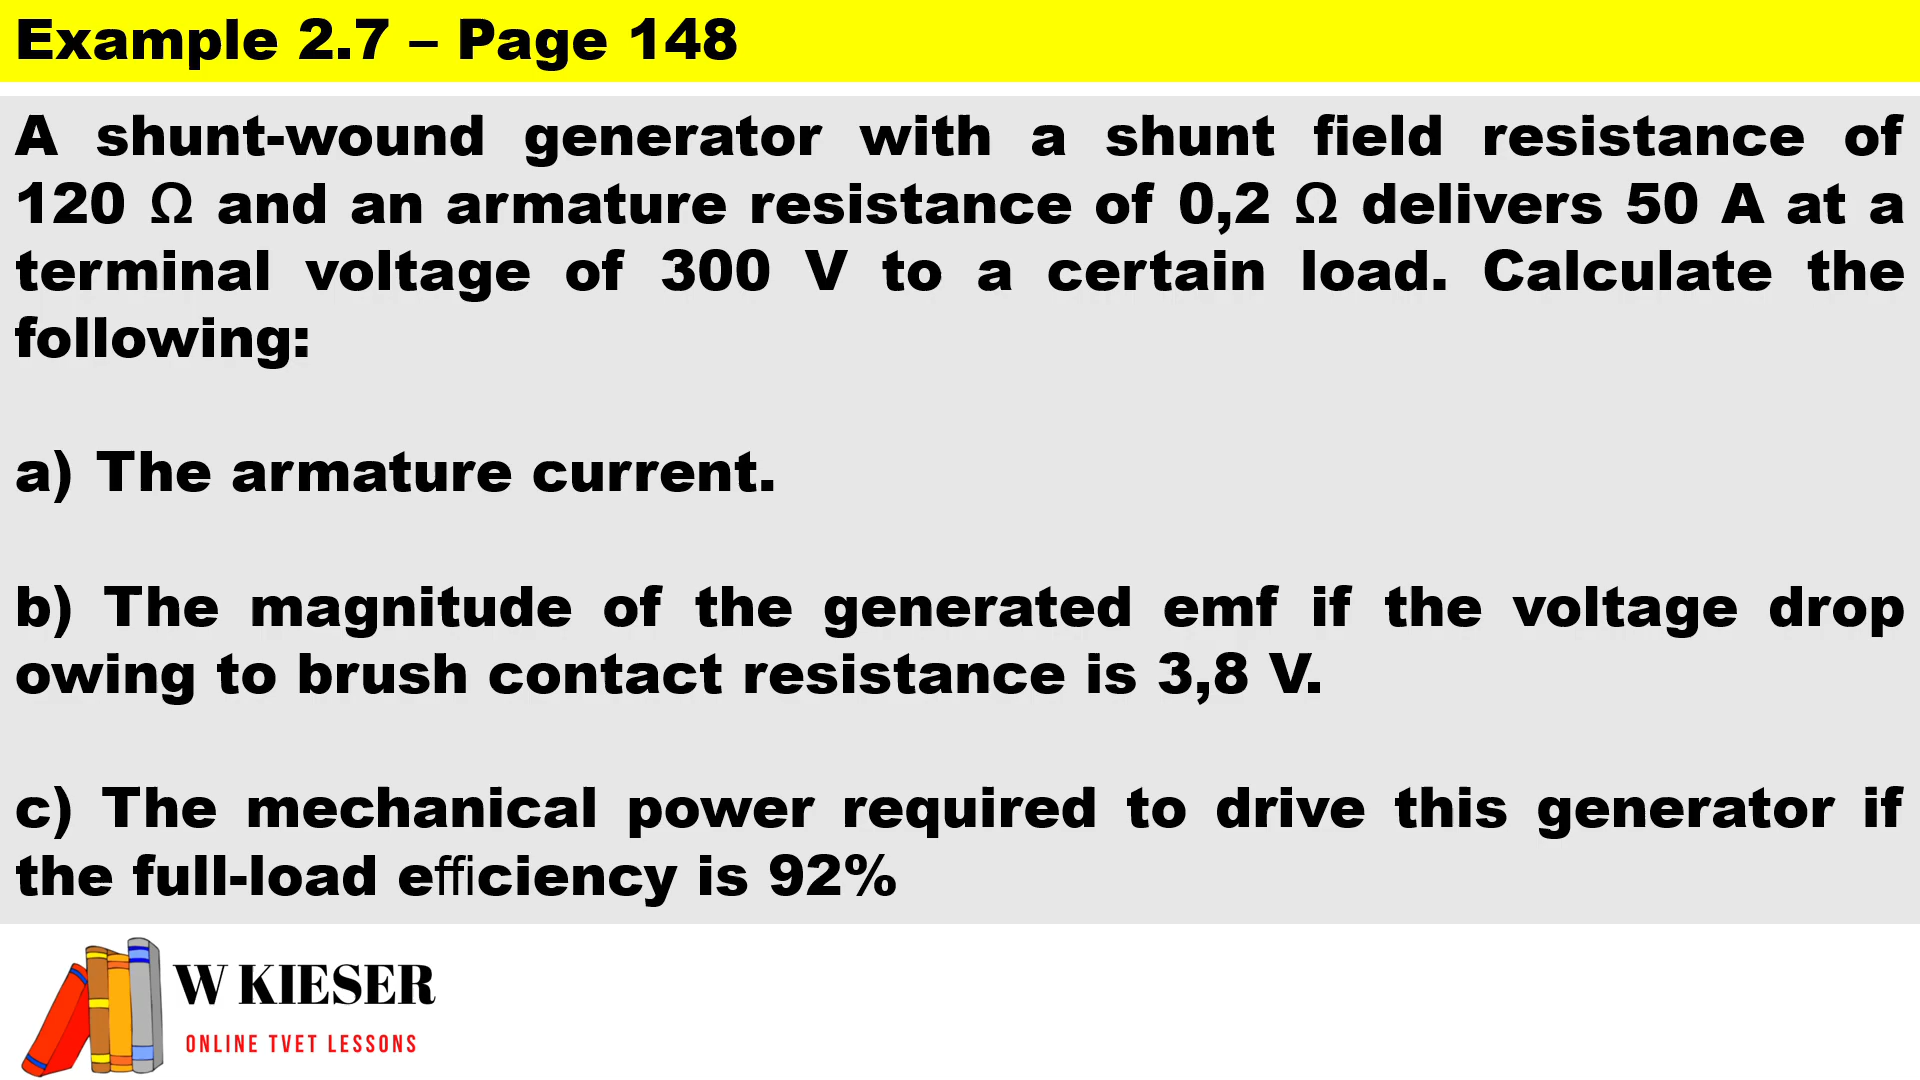 Example 2.7 – Page 148
A shunt-wound generator with a shunt field resistance of
120 Ω and an armature resistance of 0,2 Ω delivers 50 A at a
terminal voltage of 300 V to a certain load. Calculate the
following:
a) The armature current.
b) The magnitude of the generated emf if the voltage drop
owing to brush contact resistance is 3,8 V.
c) The mechanical power required to drive this generator if
the full-load efficiency is 92%
W KIESER
ONLINE TVET LESSONS